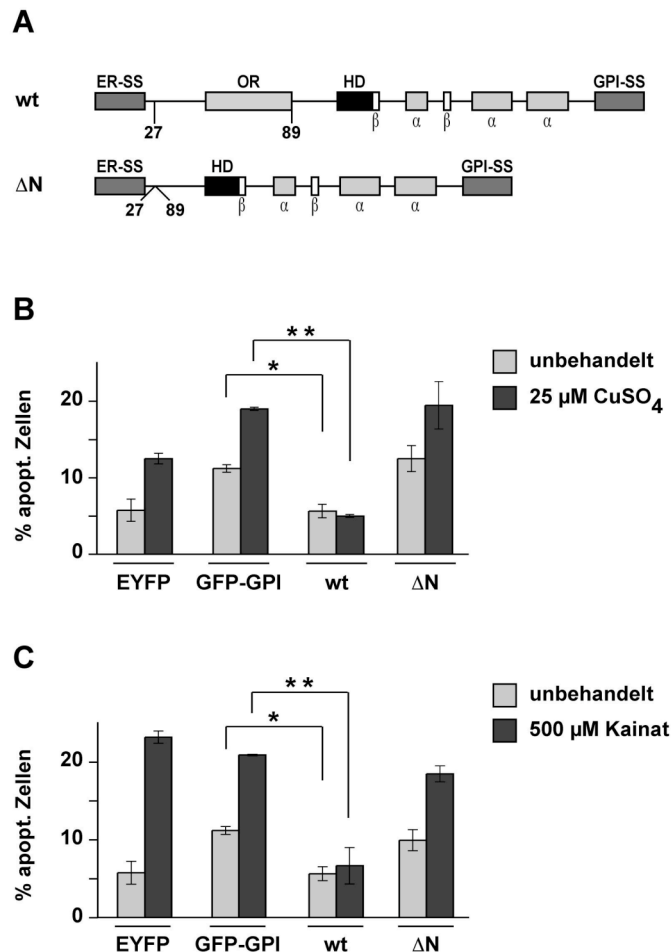 A
wt
ER-SS OR HD GPI-SS
27 89 β α β α α
ΔN
ER-SS HD GPI-SS
27 89 β α β α α
B
% apopt. Zellen
20
10
0
* **
unbehandelt
25 µM CuSO4
EYFP GFP-GPI wt ΔN
C
% apopt. Zellen
20
10
0
* **
unbehandelt
500 µM Kainat
EYFP GFP-GPI wt ΔN